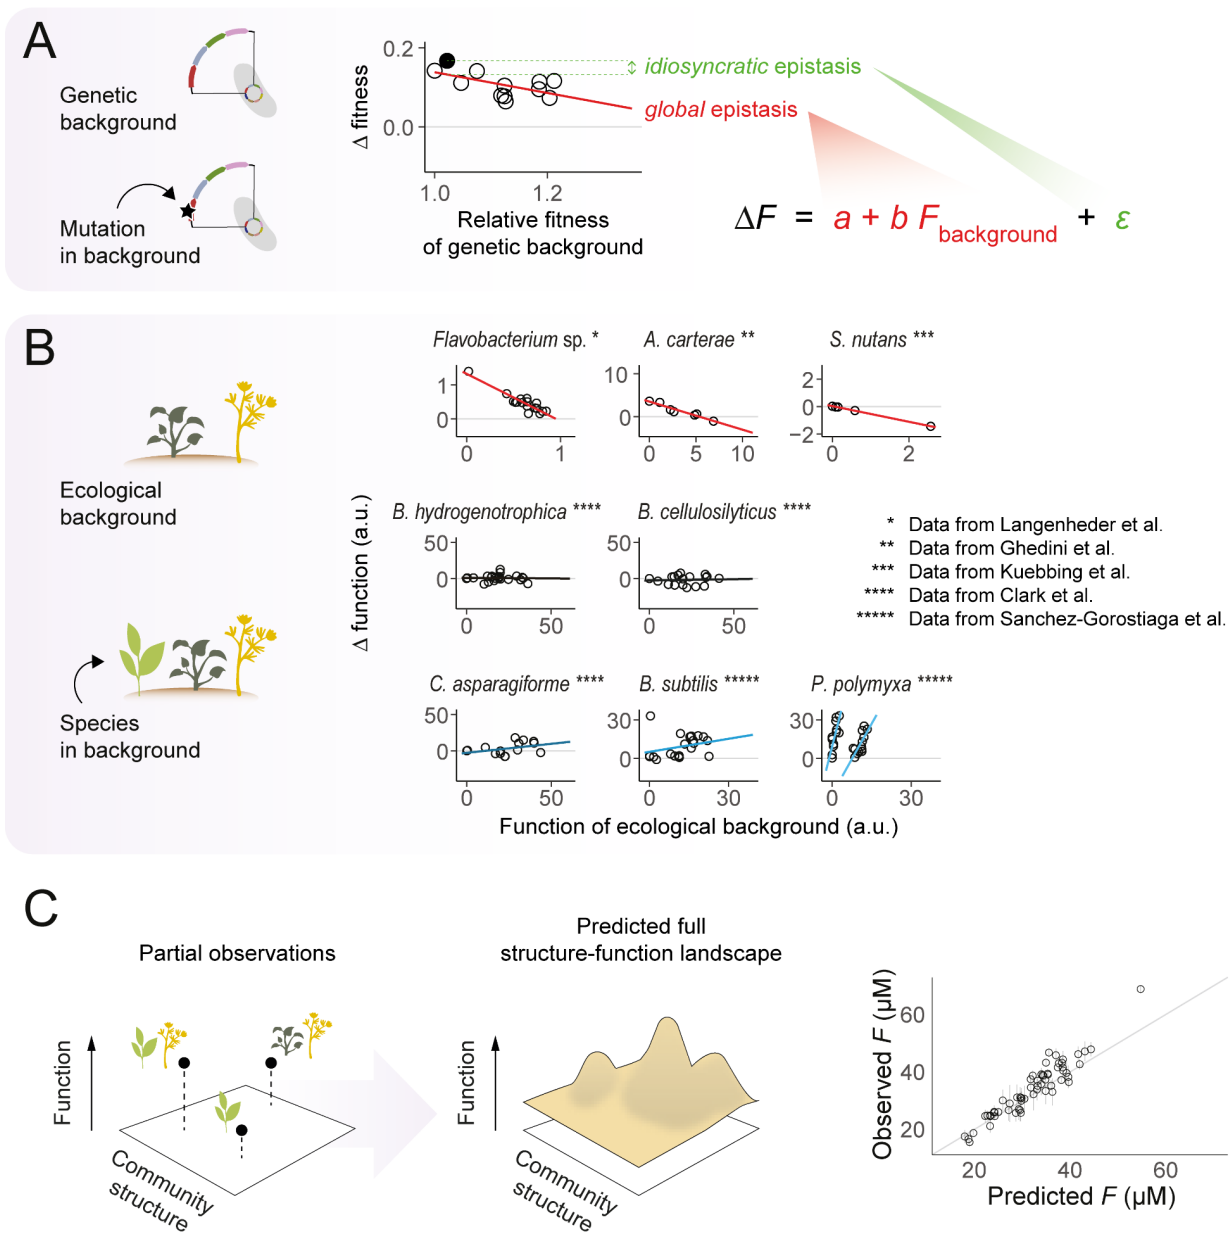 A
Genetic
background
Mutation
in background
Δ fitness
0.2
0.0
1.0
1.2
Relative fitness
of genetic background
idiosyncratic epistasis
global epistasis
ΔF = a + b F background + ε
B
Ecological
background
Species
in background
Δ function (a.u.)
Flavobacterium sp. *
1
0
0
1
A. carterae **
10
0
0
5
10
S. nutans ***
2
0
−2
0
2
B. hydrogenotrophica ****
50
0
0
50
B. cellulosilyticus ****
50
0
0
50
* Data from Langenheder et al.
** Data from Ghedini et al.
*** Data from Kuebbing et al.
**** Data from Clark et al.
***** Data from Sanchez-Gorostiaga et al.
C. asparagiforme ****
50
0
0
50
B. subtilis *****
30
0
0
30
P. polymyxa *****
30
0
0
30
Function of ecological background (a.u.)
C
Partial observations
Function
Community
structure
Predicted full
structure-function landscape
Function
Community
structure
Observed F (µM)
60
40
20
20
40
60
Predicted F (µM)